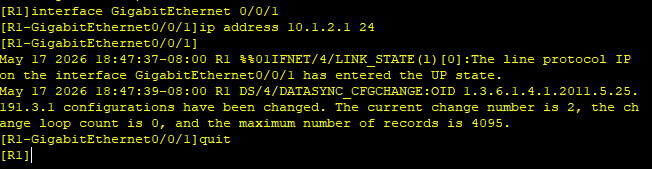 [R1]interface GigabitEthernet 0/0/1
[R1-GigabitEthernet0/0/1]ip address 10.1.2.1 24
[R1-GigabitEthernet0/0/1]
May 17 2026 18:47:37-08:00 R1 %%01IFNET/4/LINK_STATE(l)[0]:The line protocol IP
on the interface GigabitEthernet0/0/1 has entered the UP state.
May 17 2026 18:47:39-08:00 R1 DS/4/DATASYNC_CFGCHANGE:OID 1.3.6.1.4.1.2011.5.25.
191.3.1 configurations have been changed. The current change number is 2, the ch
ange loop count is 0, and the maximum number of records is 4095.
[R1-GigabitEthernet0/0/1]quit
[R1]